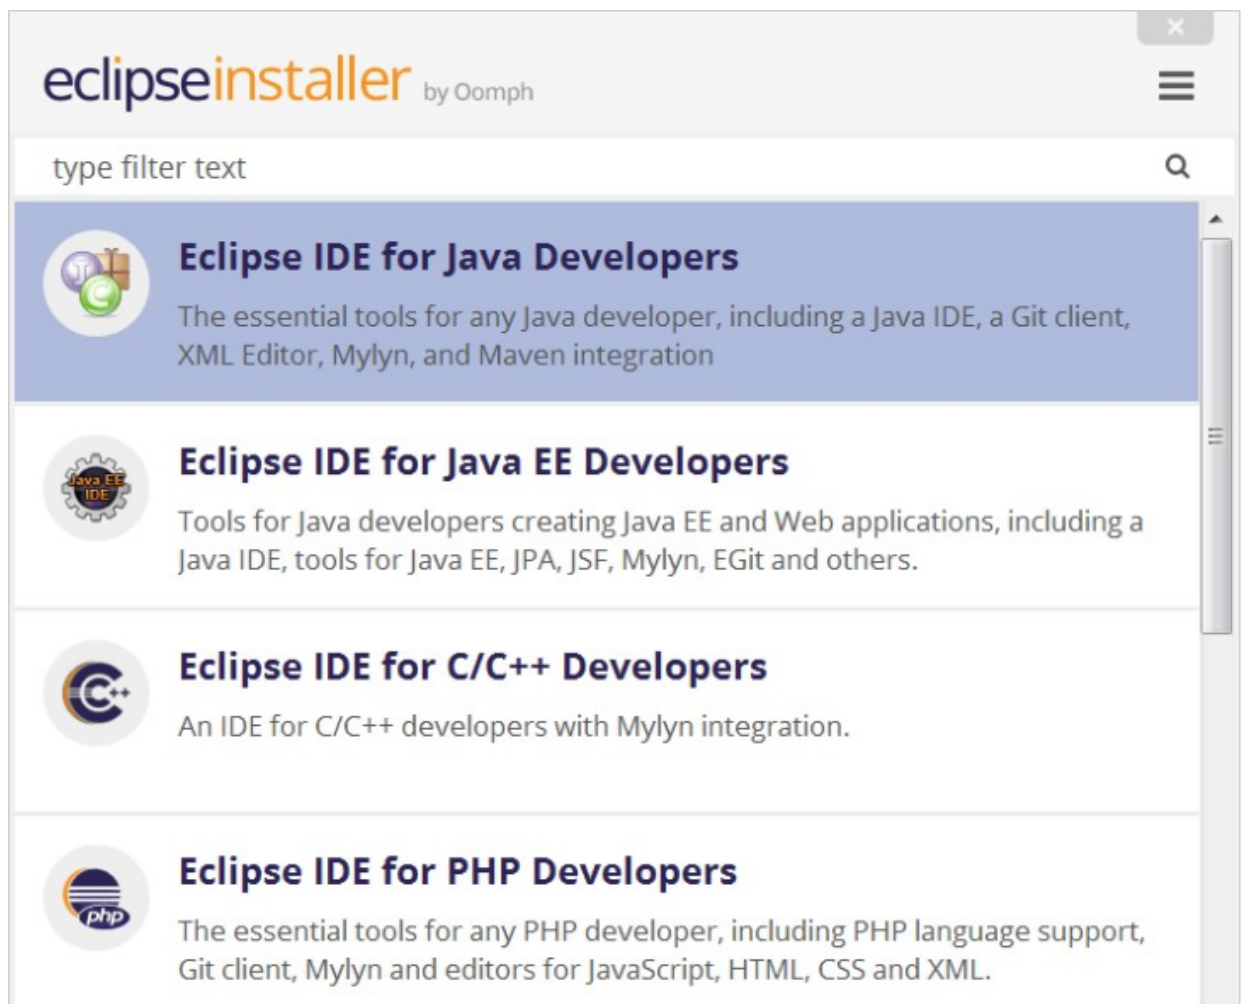 eclipseinstaller by Oomph
type filter text
Eclipse IDE for Java Developers
The essential tools for any Java developer, including a Java IDE, a Git client,
XML Editor, Mylyn, and Maven integration
Java EE
IDE
Eclipse IDE for Java EE Developers
Tools for Java developers creating Java EE and Web applications, including a
Java IDE, tools for Java EE, JPA, JSF, Mylyn, EGit and others.
C++
Eclipse IDE for C/C++ Developers
An IDE for C/C++ developers with Mylyn integration.
php
Eclipse IDE for PHP Developers
The essential tools for any PHP developer, including PHP language support,
Git client, Mylyn and editors for JavaScript, HTML, CSS and XML.